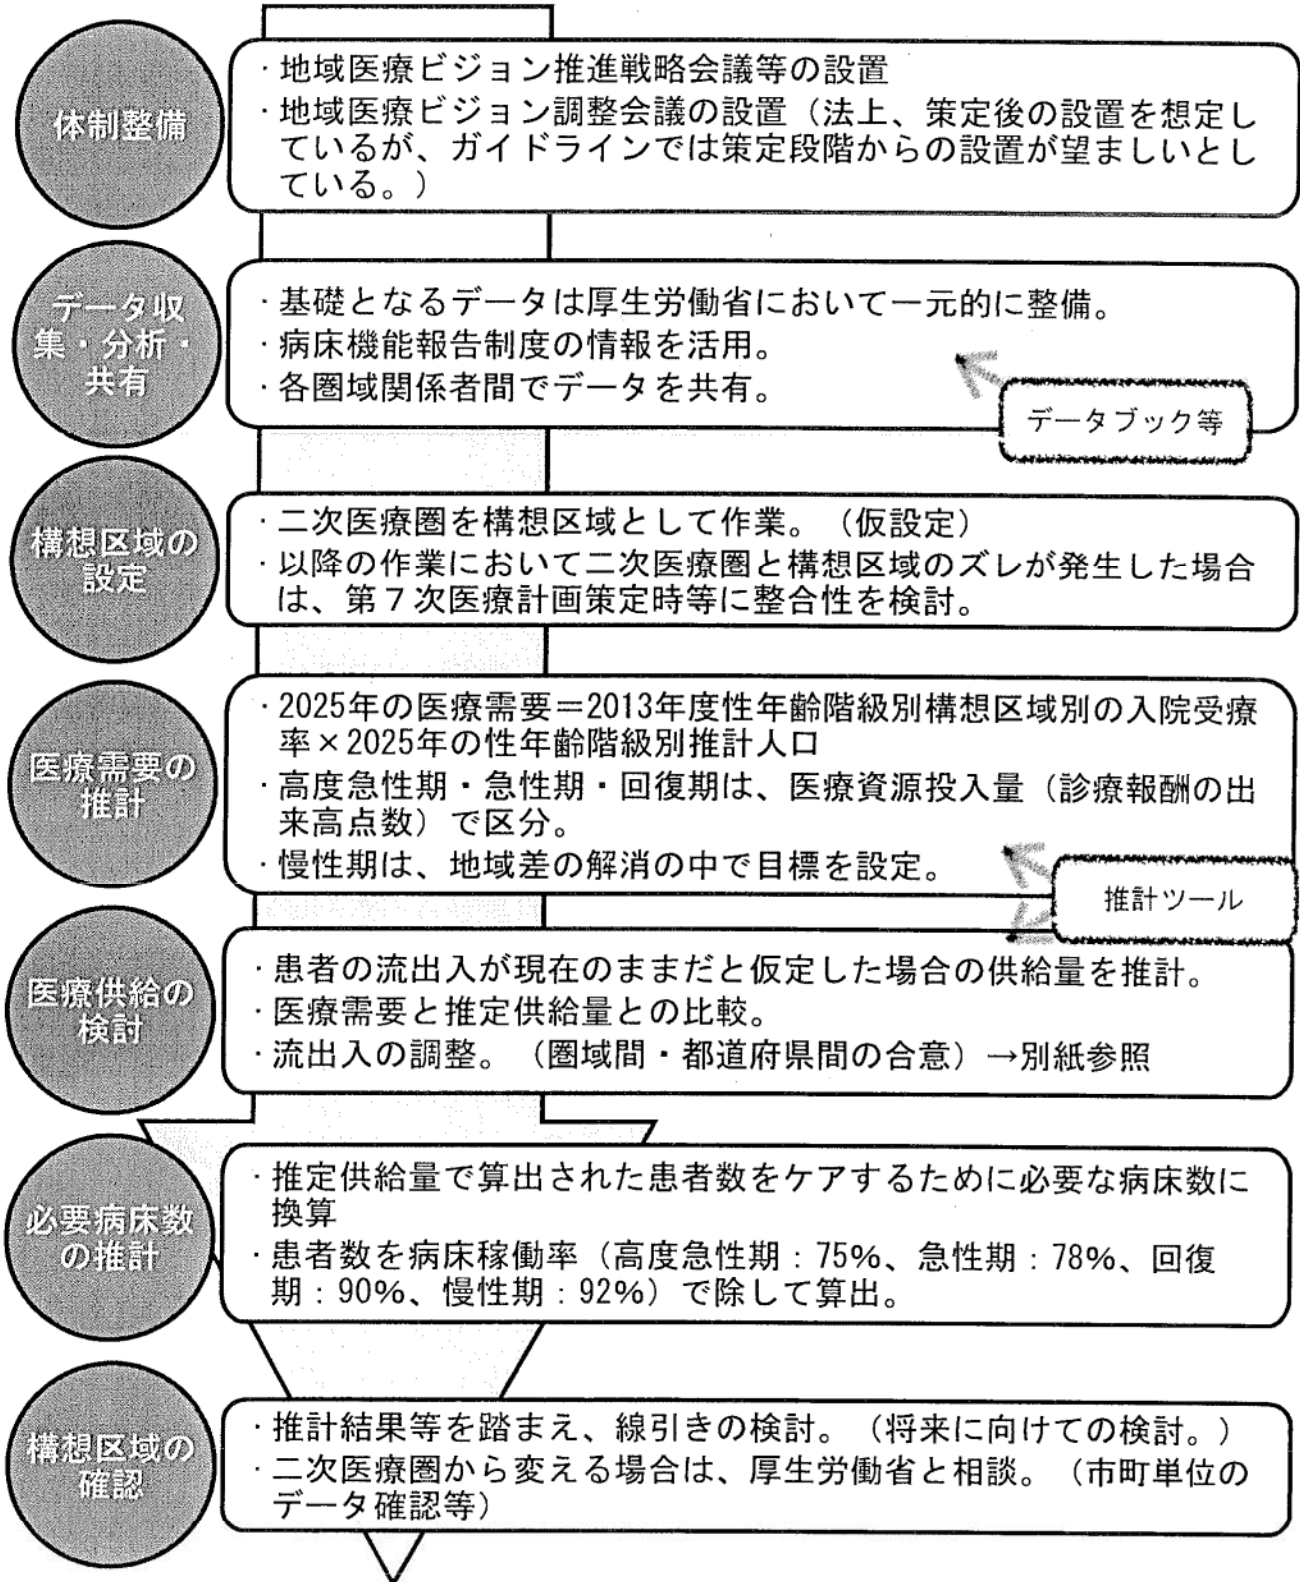 体制整備
・地域医療ビジョン推進戦略会議等の設置
・地域医療ビジョン調整会議の設置（法上、策定後の設置を想定し
ているが、ガイドラインでは策定段階からの設置が望ましいとし
ている。）
データ収
集・分析・
共有
・基礎となるデータは厚生労働省において一元的に整備。
・病床機能報告制度の情報を活用。
・各圏域関係者間でデータを共有。
データブック等
構想区域の
設定
・二次医療圏を構想区域として作業。（仮設定）
・以降の作業において二次医療圏と構想区域のズレが発生した場合
は、第７次医療計画策定時等に整合性を検討。
医療需要の
推計
・2025年の医療需要＝2013年度性年齢階級別構想区域別の入院受療
率×2025年の性年齢階級別推計人口
・高度急性期・急性期・回復期は、医療資源投入量（診療報酬の出
来高点数）で区分。
・慢性期は、地域差の解消の中で目標を設定。
推計ツール
医療供給の
検討
・患者の流出入が現在のままだと仮定した場合の供給量を推計。
・医療需要と推定供給量との比較。
・流出入の調整。（圏域間・都道府県間の合意）→別紙参照
必要病床数
の推計
・推定供給量で算出された患者数をケアするために必要な病床数に
換算
・患者数を病床稼働率（高度急性期：75%、急性期：78%、回復
期：90%、慢性期：92%）で除して算出。
構想区域の
確認
・推計結果等を踏まえ、線引きの検討。（将来に向けての検討。）
・二次医療圏から変える場合は、厚生労働省と相談。（市町単位の
データ確認等）